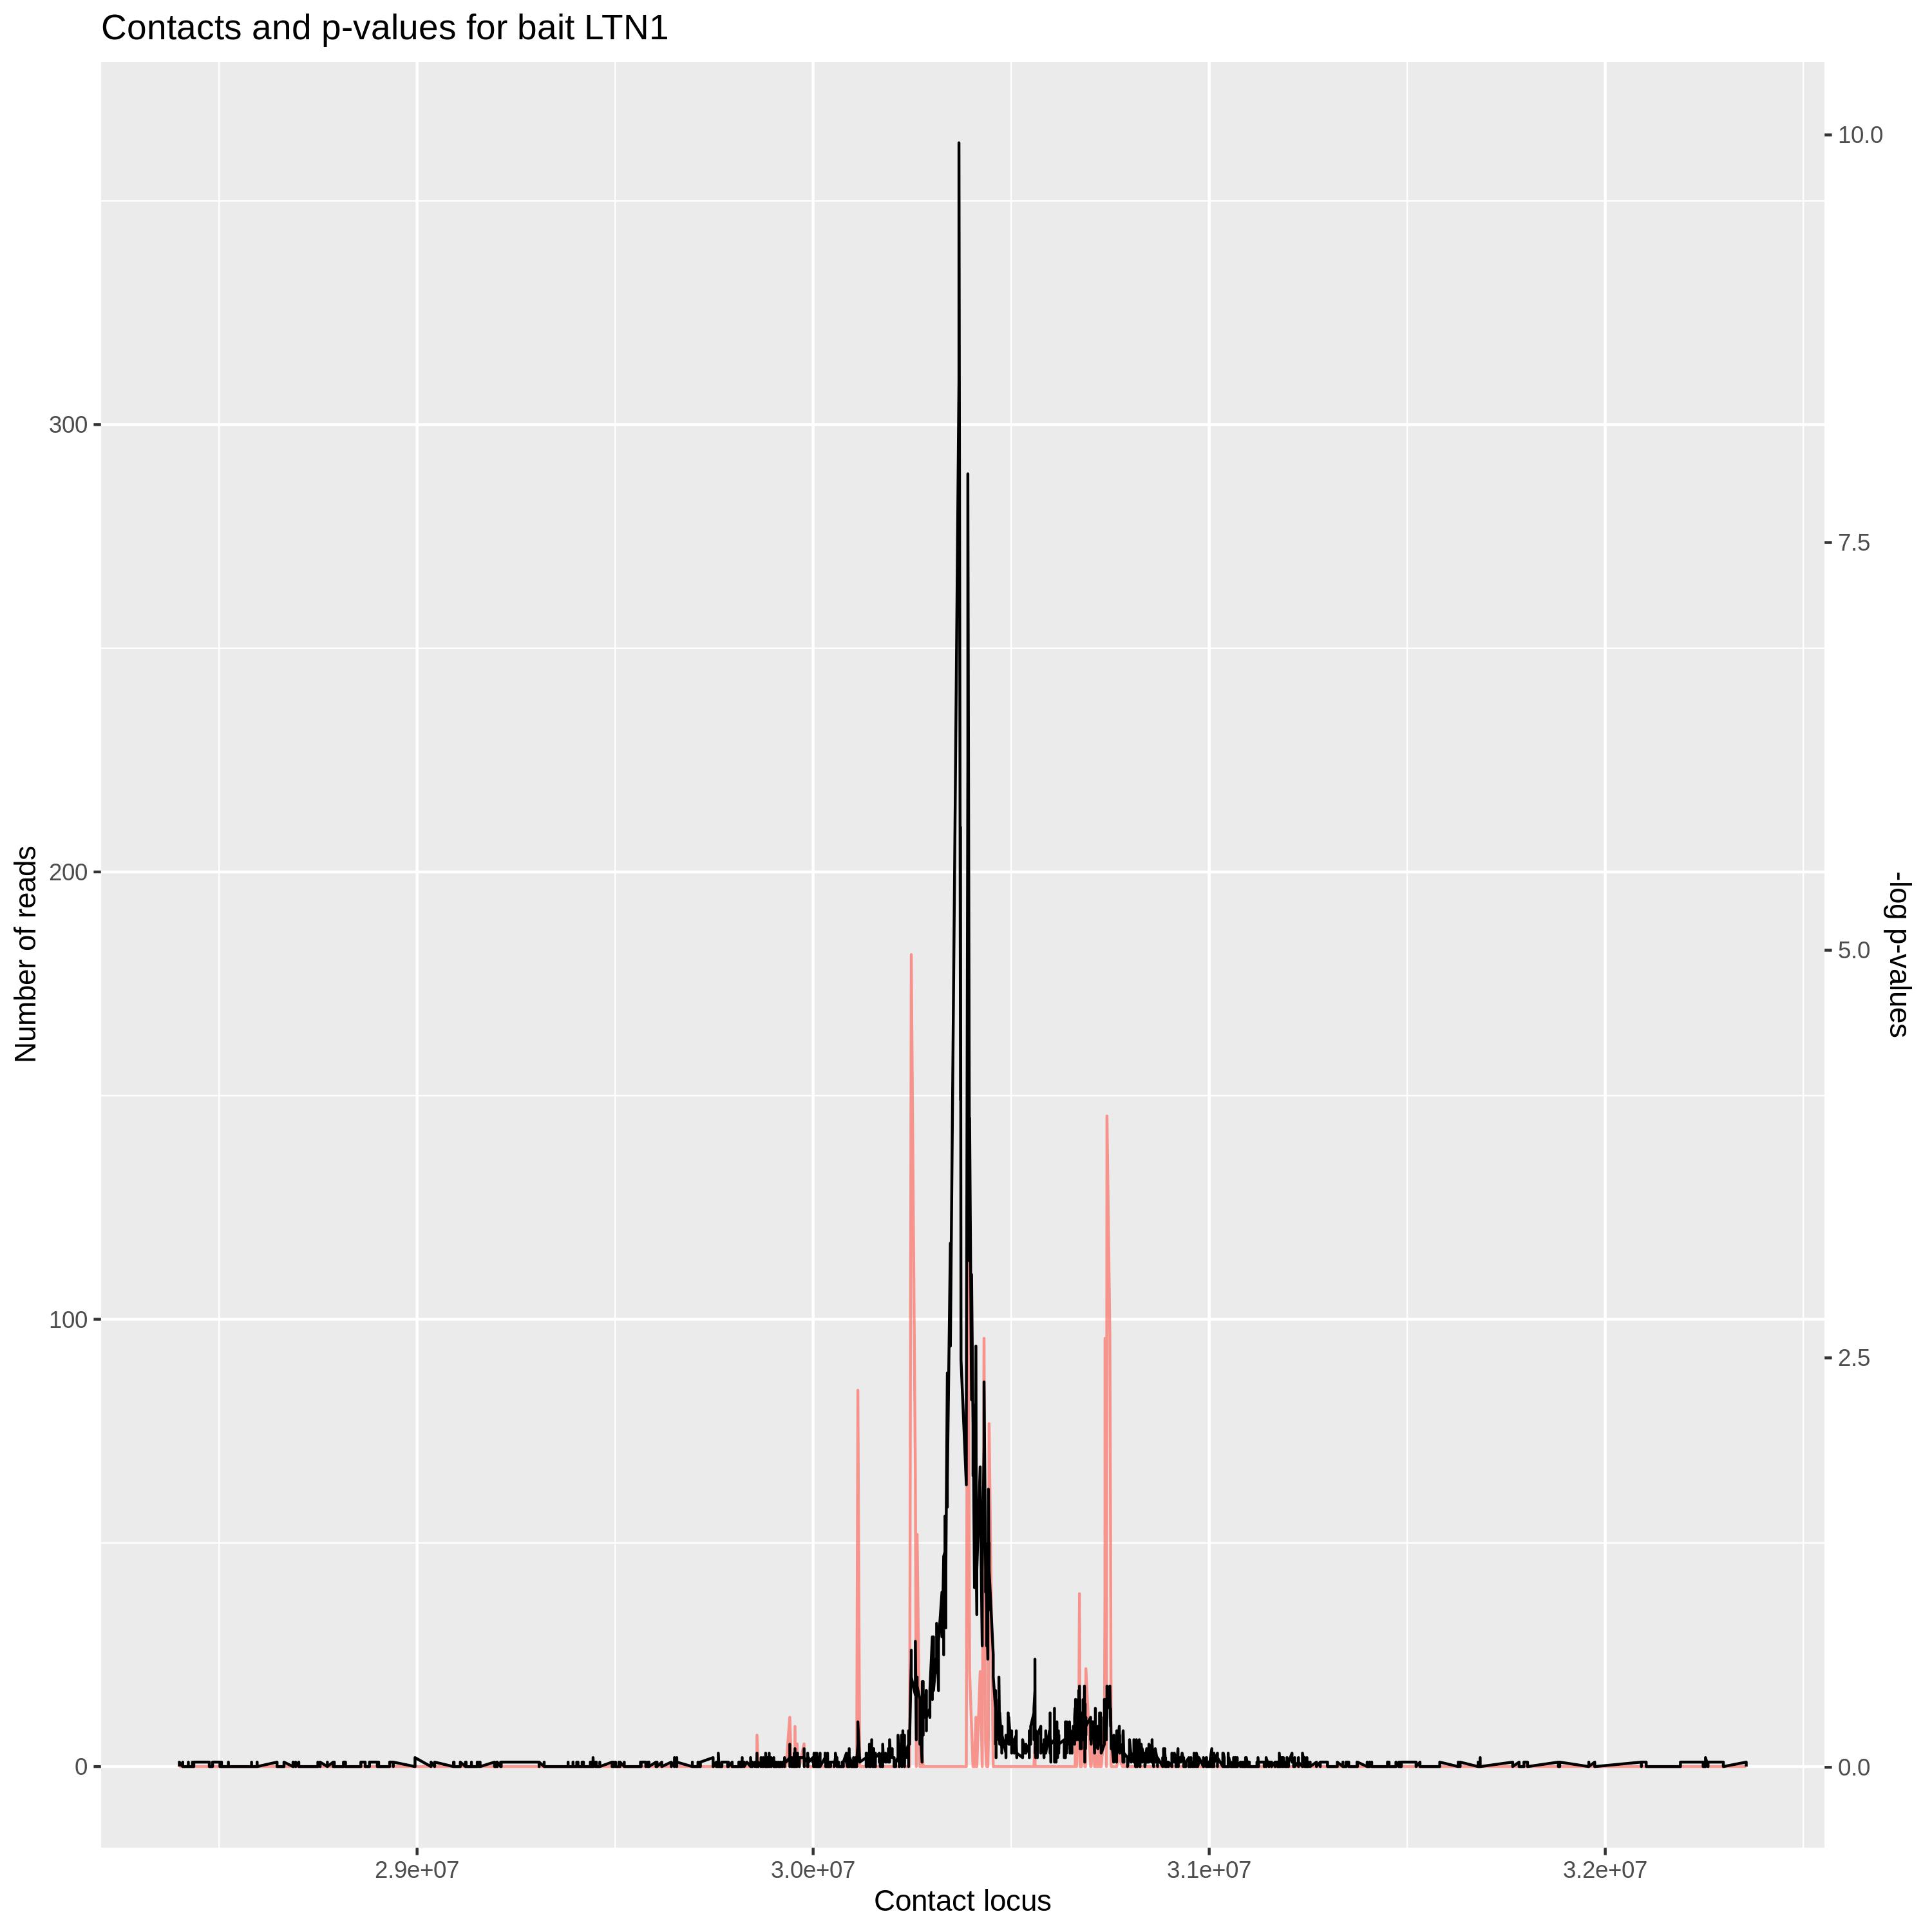 Contacts and p-values for bait LTN1
Number of reads
300
200
100
0
10.0
7.5
5.0
2.5
0.0
-log p-values
2.9e+07 3.0e+07 3.1e+07 3.2e+07
Contact locus